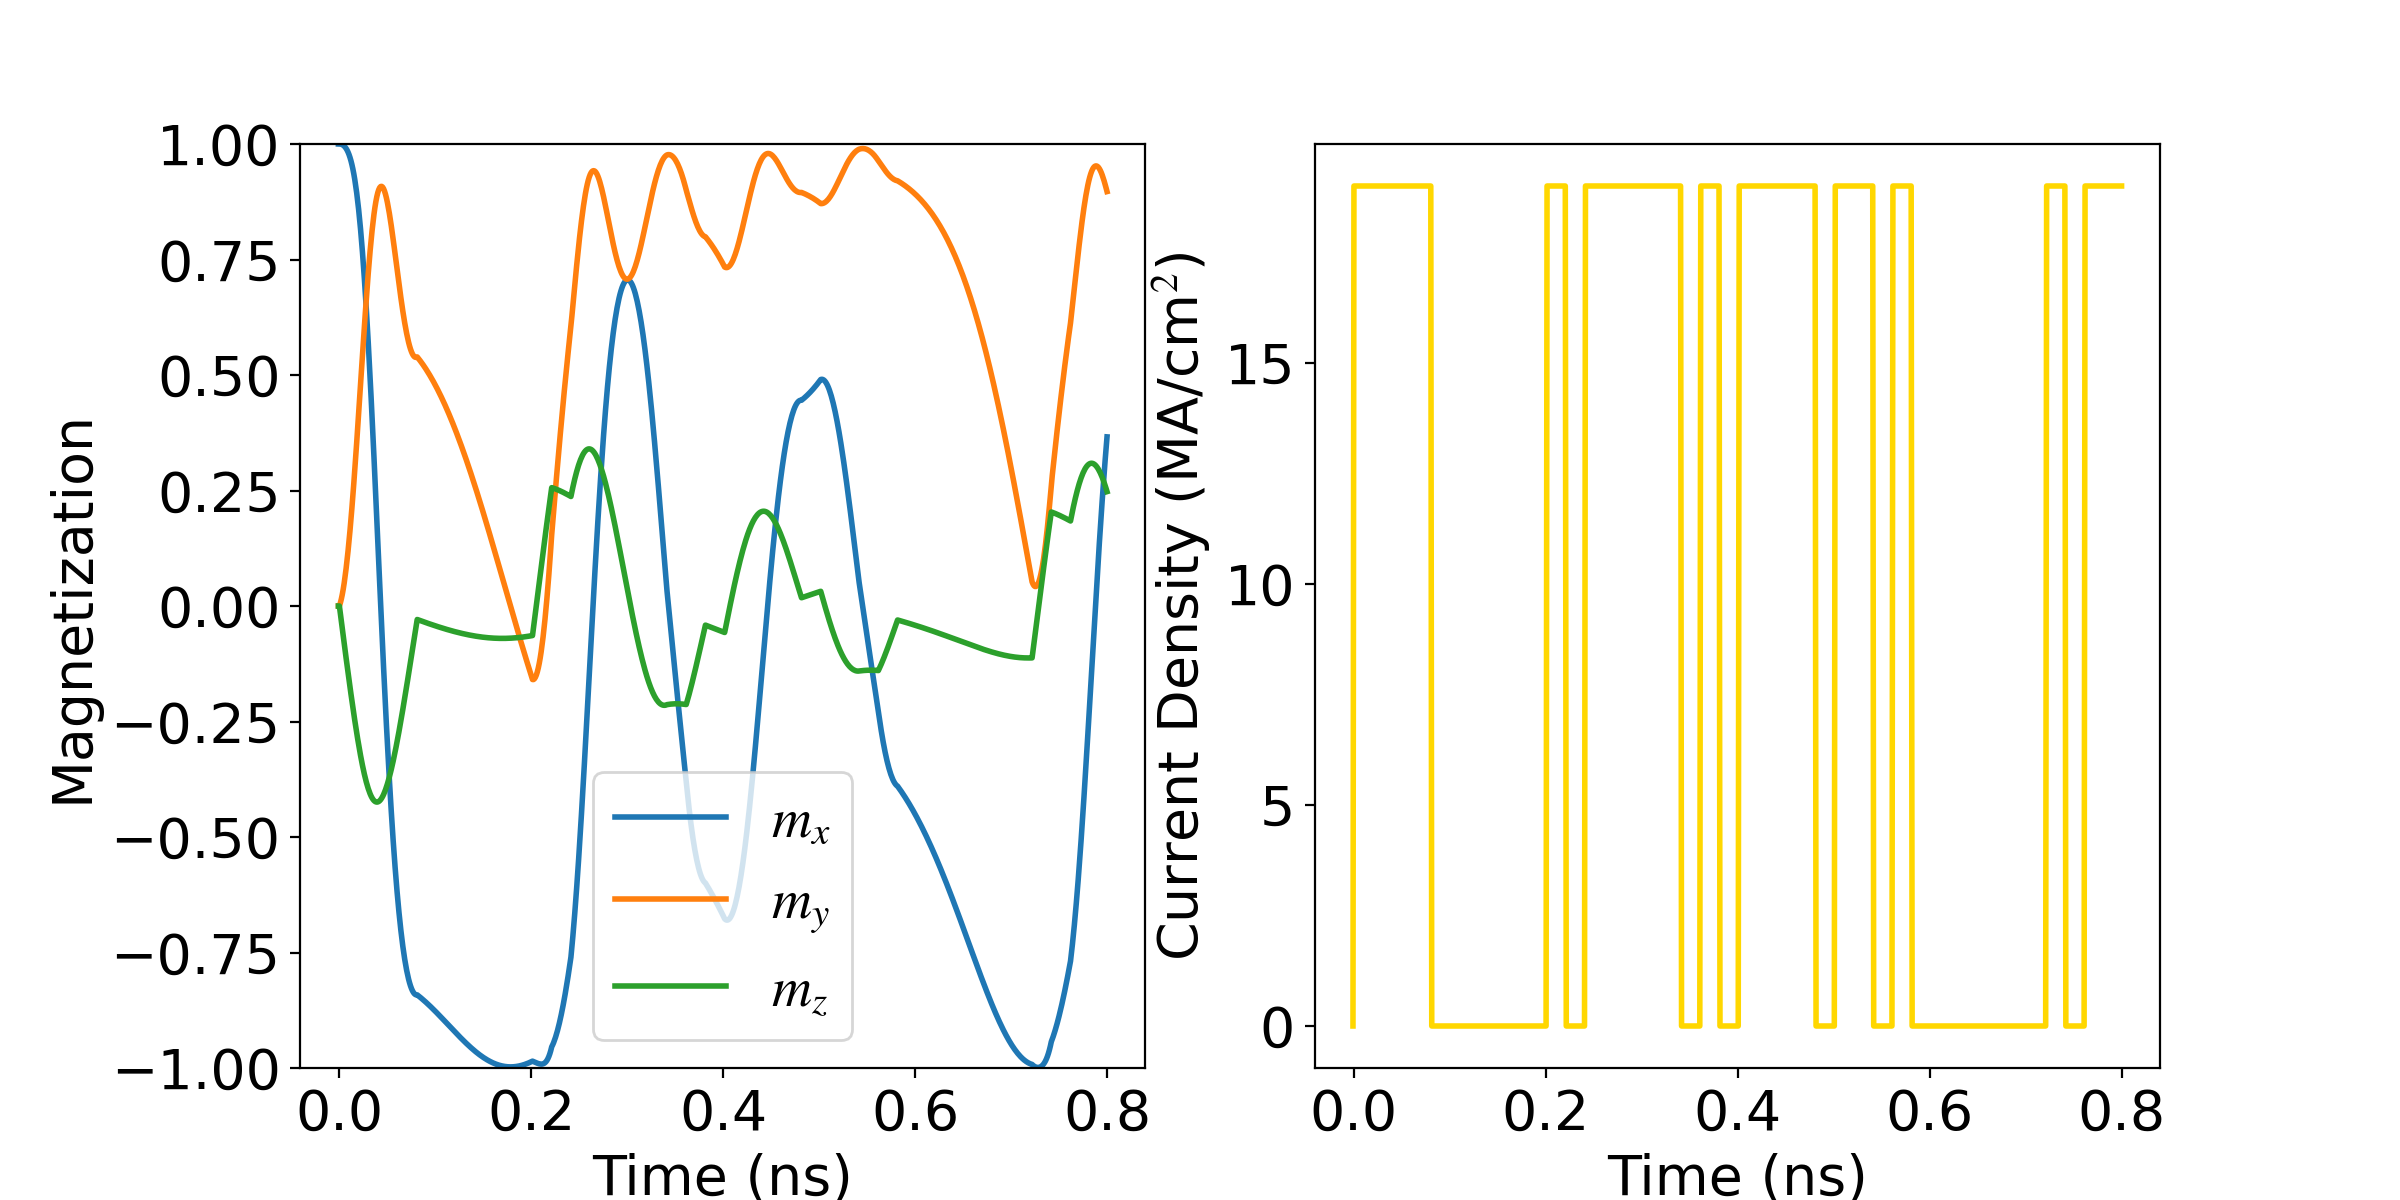 1.00
0.75
0.50
0.25
0.00
−0.25
−0.50
−0.75
−1.00
Magnetization
0.0 0.2 0.4 0.6 0.8
Time (ns)
m_x
m_y
m_z
Current Density (MA/cm²)
15
10
5
0
0.0 0.2 0.4 0.6 0.8
Time (ns)